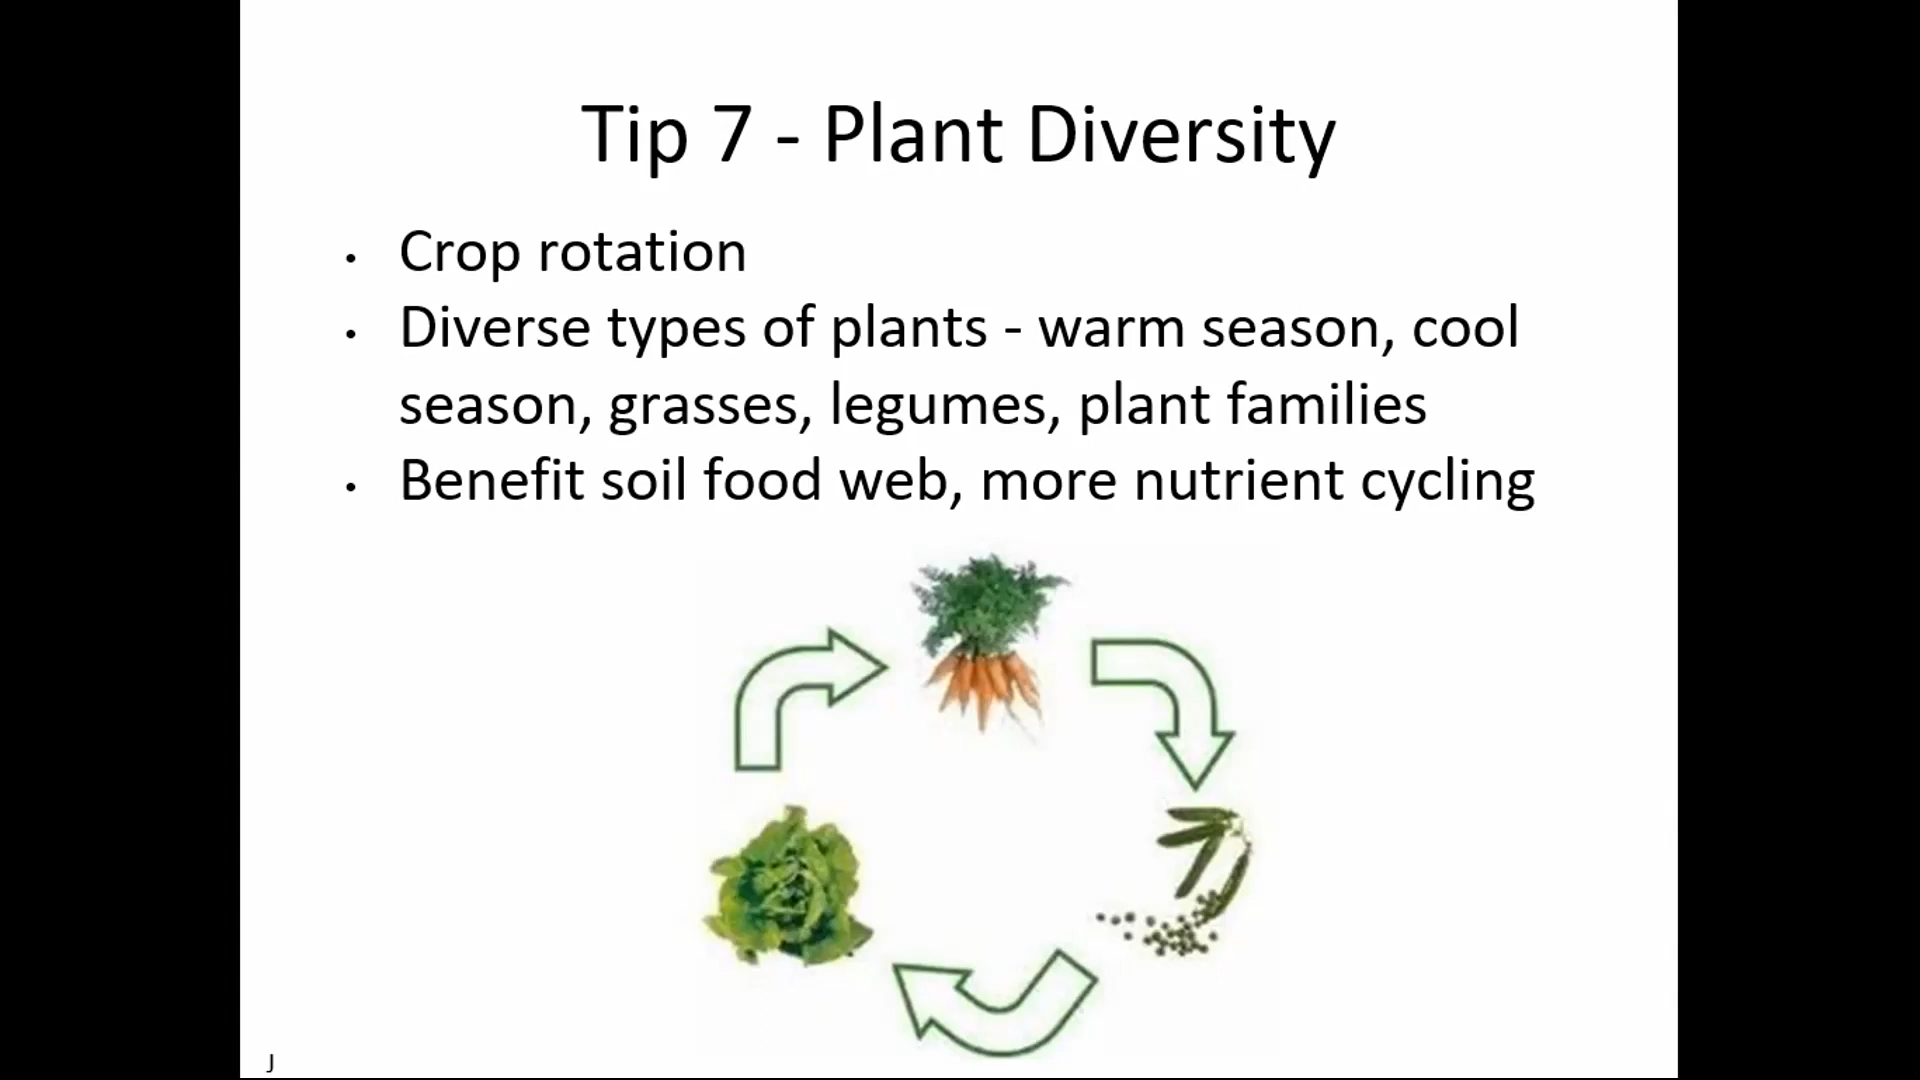 Tip 7 - Plant Diversity
• Crop rotation
• Diverse types of plants - warm season, cool
season, grasses, legumes, plant families
• Benefit soil food web, more nutrient cycling
J